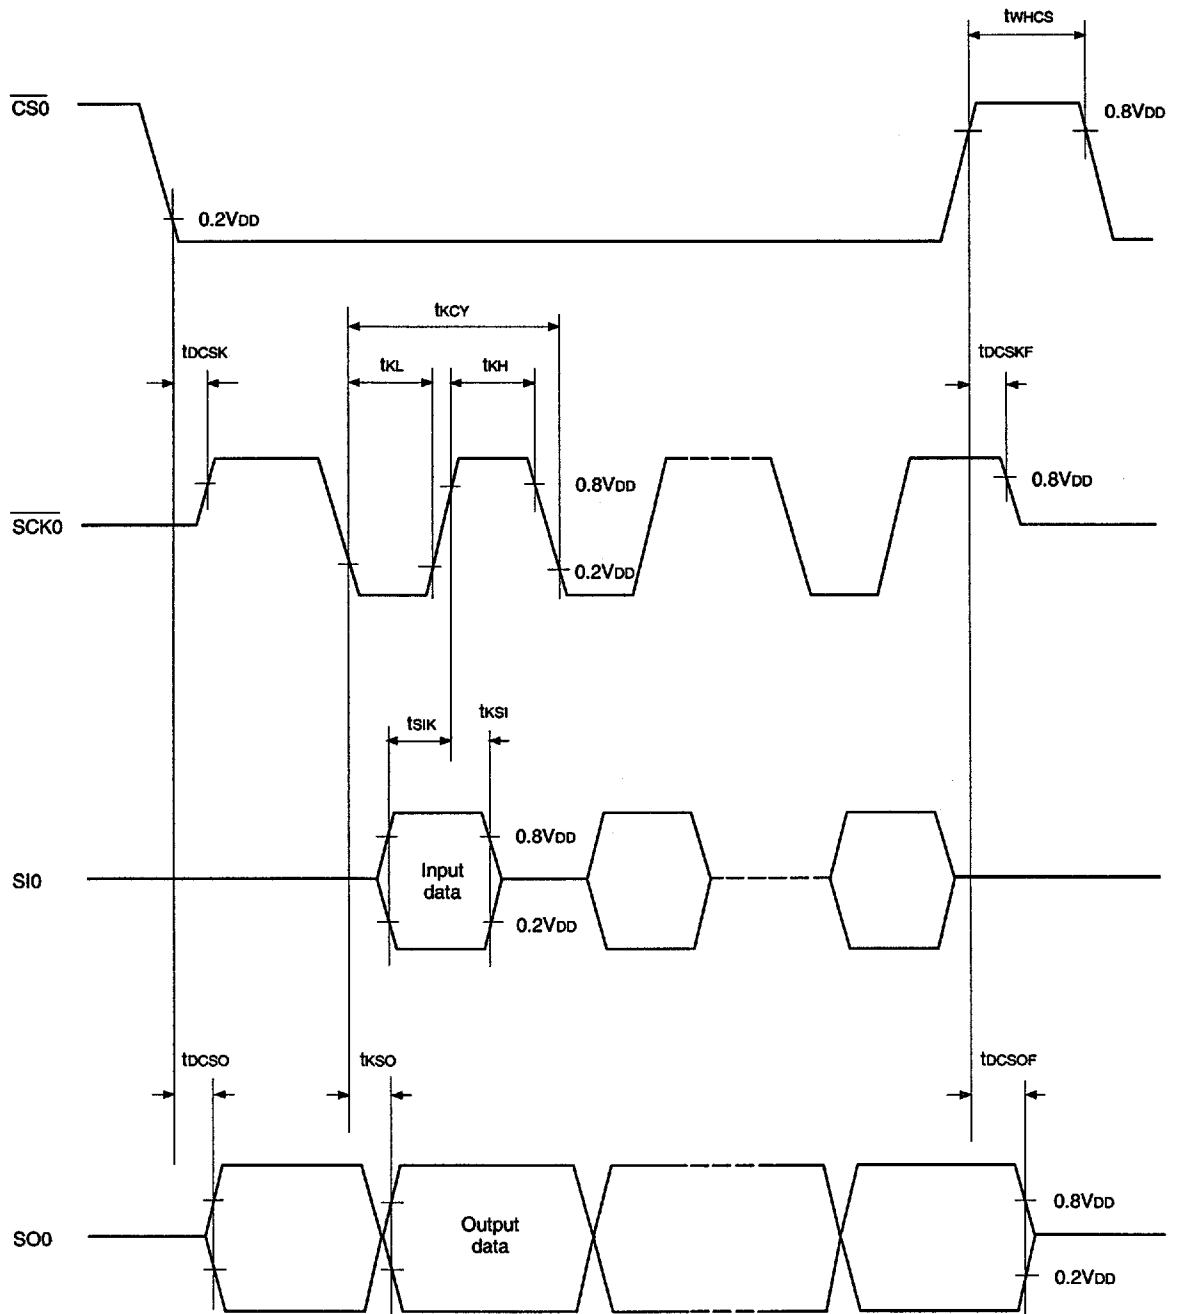 tWHCS
CS0
0.8VDD
0.2VDD
tKCY
tDCSK
tKL
tKH
tDCSKF
0.8VDD
0.8VDD
SCK0
0.2VDD
tSIK
tKSI
0.8VDD
SI0
Input
data
0.2VDD
tDCSO
tKSO
tDCSOF
0.8VDD
SO0
Output
data
0.2VDD